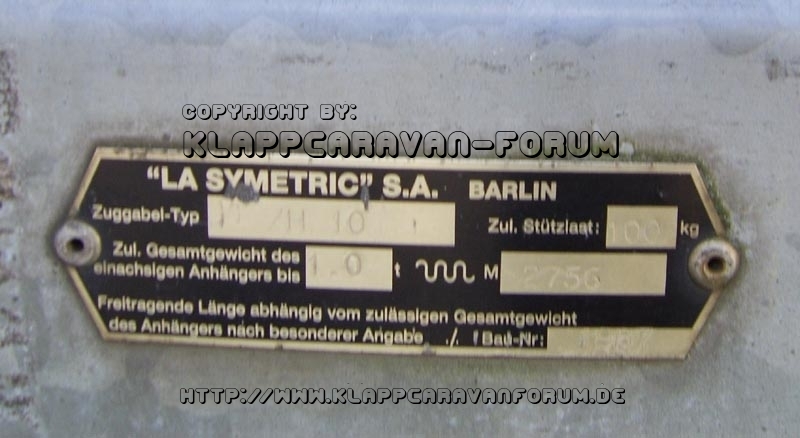 COPYRIGHT BY:
KLAPPCARAVAN-FORUM
"LA SYMETRIC" S.A. BARLIN
Zuggabel-Typ Zul. Stützlast: 100 kg
Zul. Gesamtgewicht des
einachsigen Anhängers bis 1.0 t M 2756
Freitragende Länge abhängig vom zulässigen Gesamtgewicht
des Anhängers nach besonderer Angabe ./. Bau-Nr:
HTTP://WWW.KLAPPCARAVANFORUM.DE